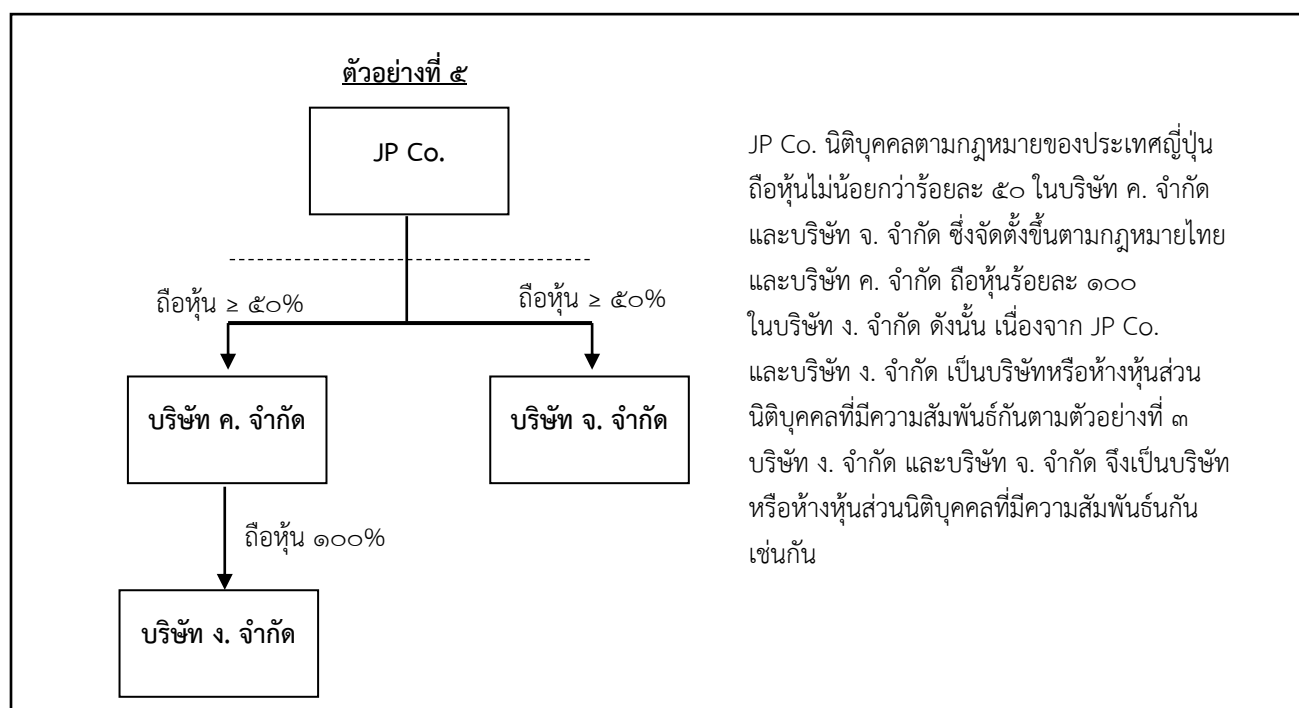 ตัวอย่างที่ ๕
JP Co.
ถือหุ้น ≥ ๕๐%
ถือหุ้น ≥ ๕๐%
บริษัท ค. จำกัด
บริษัท จ. จำกัด
ถือหุ้น ๑๐๐%
บริษัท ง. จำกัด
JP Co. นิติบุคคลตามกฎหมายของประเทศญี่ปุ่น
ถือหุ้นไม่น้อยกว่าร้อยละ ๕๐ ในบริษัท ค. จำกัด
และบริษัท จ. จำกัด ซึ่งจัดตั้งขึ้นตามกฎหมายไทย
และบริษัท ค. จำกัด ถือหุ้นร้อยละ ๑๐๐
ในบริษัท ง. จำกัด ดังนั้น เนื่องจาก JP Co.
และบริษัท ง. จำกัด เป็นบริษัทหรือห้างหุ้นส่วน
นิติบุคคลที่มีความสัมพันธ์กันตามตัวอย่างที่ ๓
บริษัท ง. จำกัด และบริษัท จ. จำกัด จึงเป็นบริษัท
หรือห้างหุ้นส่วนนิติบุคคลที่มีความสัมพันธ์นกัน
เช่นกัน